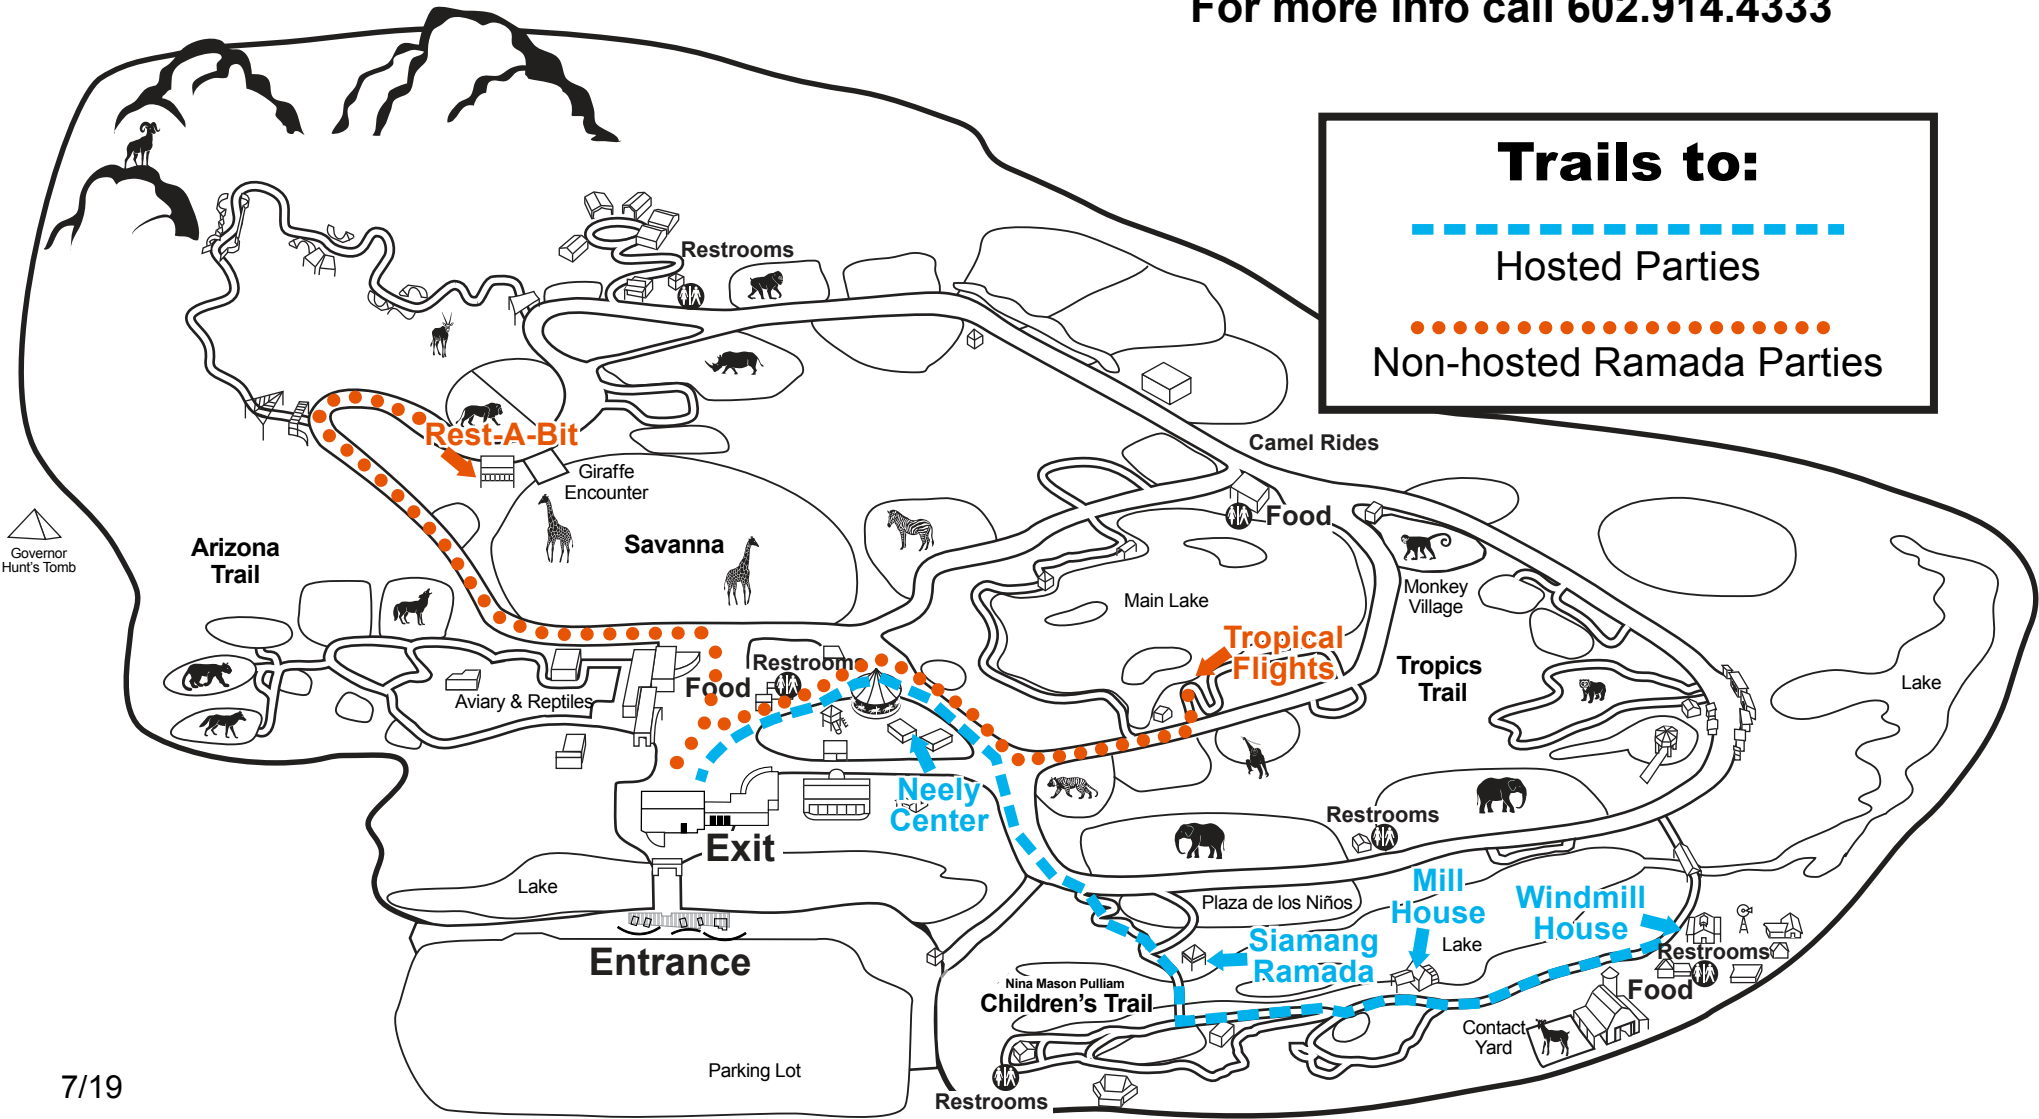 For more info call 602.914.4333
Trails to:
Hosted Parties
Non-hosted Ramada Parties
Restrooms
Camel Rides
Rest-A-Bit
Giraffe
Encounter
Food
Governor
Hunt's Tomb
Arizona
Trail
Savanna
Monkey
Village
Main Lake
Tropical
Flights
Tropics
Trail
Lake
Restrooms
Food
Aviary & Reptiles
Neely
Center
Restrooms
Exit
Lake
Plaza de los Niños
Mill
House
Windmill
House
Siamang
Ramada
Lake
Restrooms
Food
Entrance
Nina Mason Pulliam
Children's Trail
Contact
Yard
Parking Lot
7/19
Restrooms